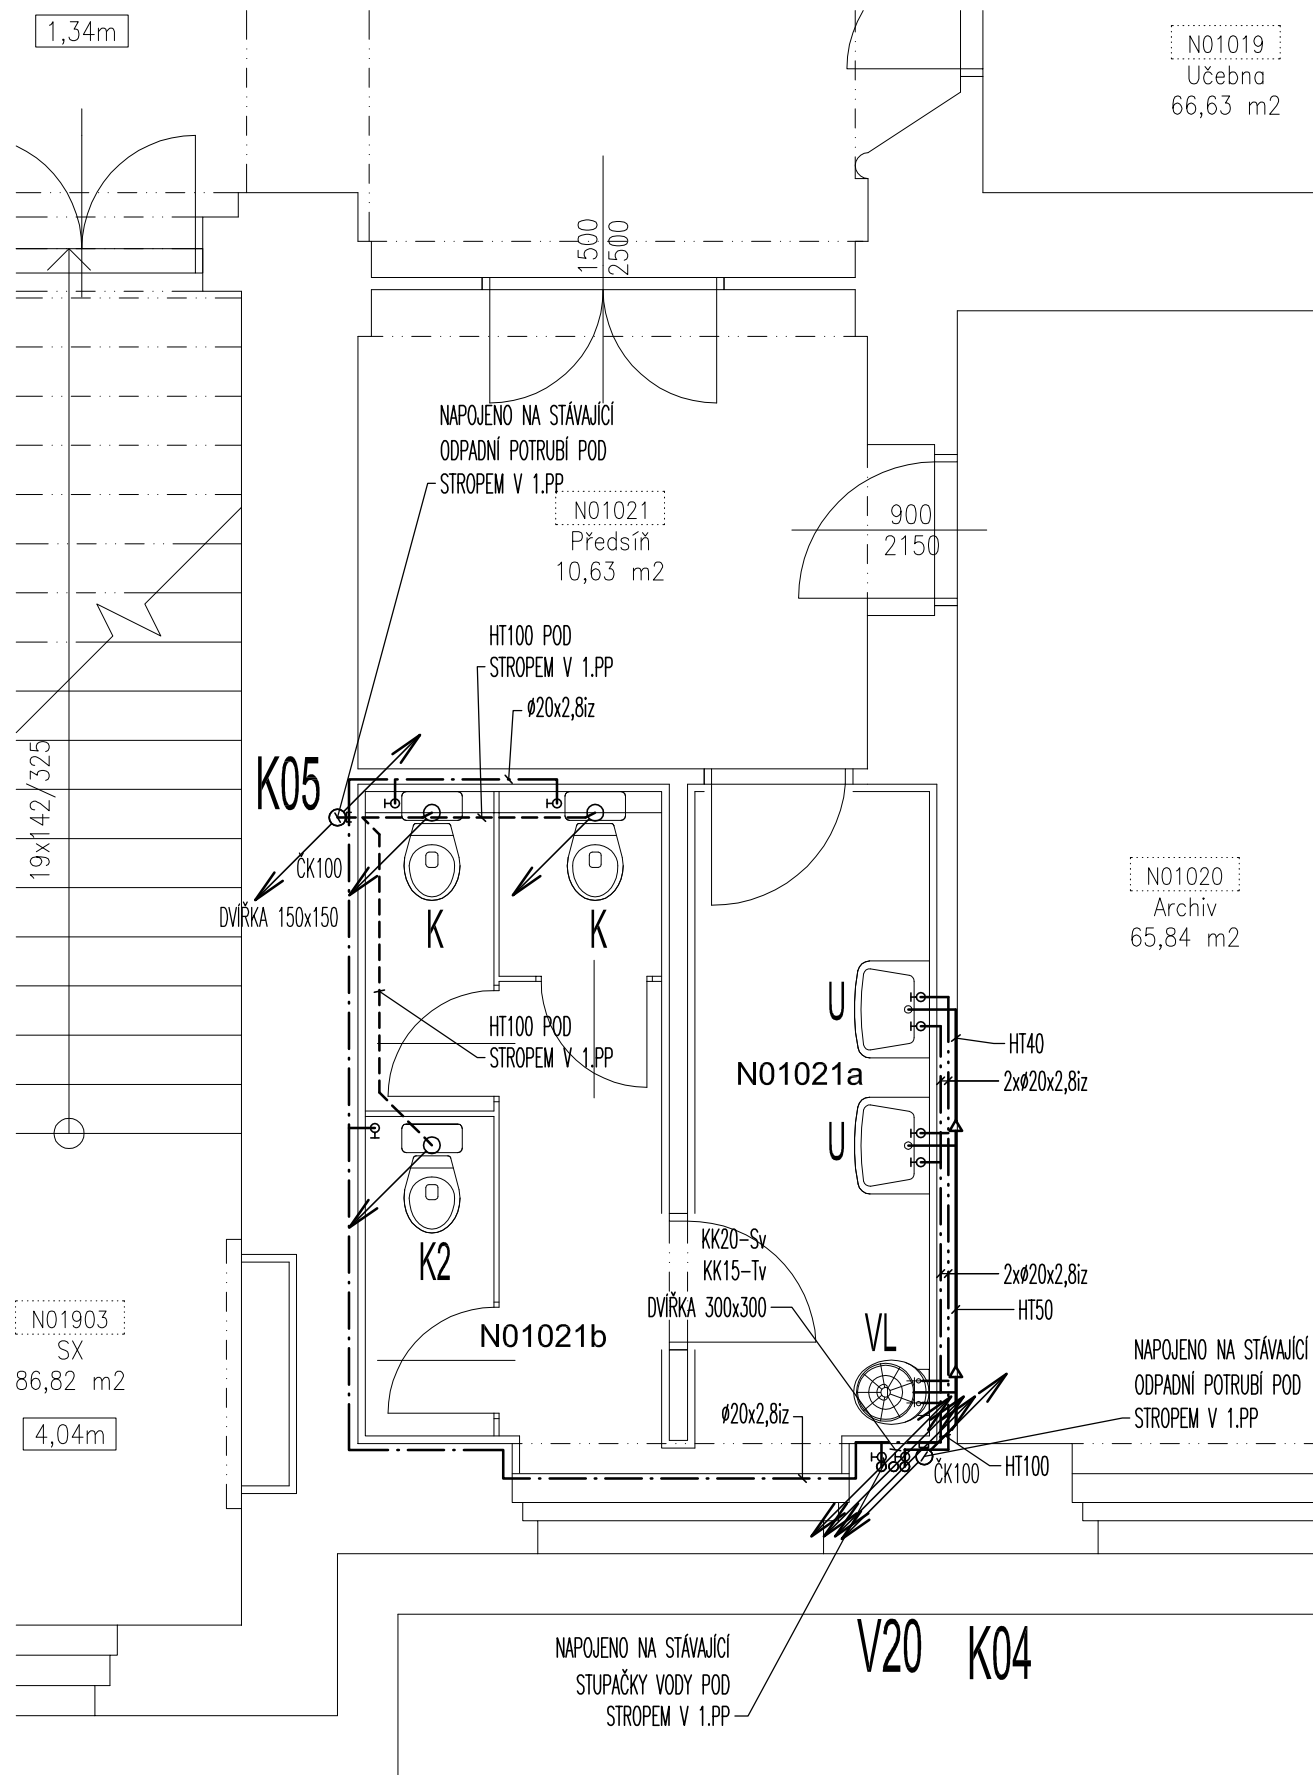 1,34m
N01019
Učebna
66,63 m2
1500
2500
NAPOJENO NA STÁVAJÍCÍ
ODPADNÍ POTRUBÍ POD
STROPEM V 1.PP
N01021
Předsíň
10,63 m2
900
2150
HT100 POD
STROPEM V 1.PP
ø20x2,8iz
K05
19x142/325
ČK100
DVÍŘKA 150x150
K
K
N01020
Archiv
65,84 m2
U
HT100 POD
STROPEM V 1.PP
HT40
N01021a
2xø20x2,8iz
U
K2
KK20-Sv
KK15-Tv
DVÍŘKA 300x300
2xø20x2,8iz
HT50
N01903
SX
86,82 m2
4,04m
N01021b
VL
NAPOJENO NA STÁVAJÍCÍ
ODPADNÍ POTRUBÍ POD
STROPEM V 1.PP
ø20x2,8iz
ČK100
HT100
NAPOJENO NA STÁVAJÍCÍ
STUPAČKY VODY POD
STROPEM V 1.PP
V20
K04